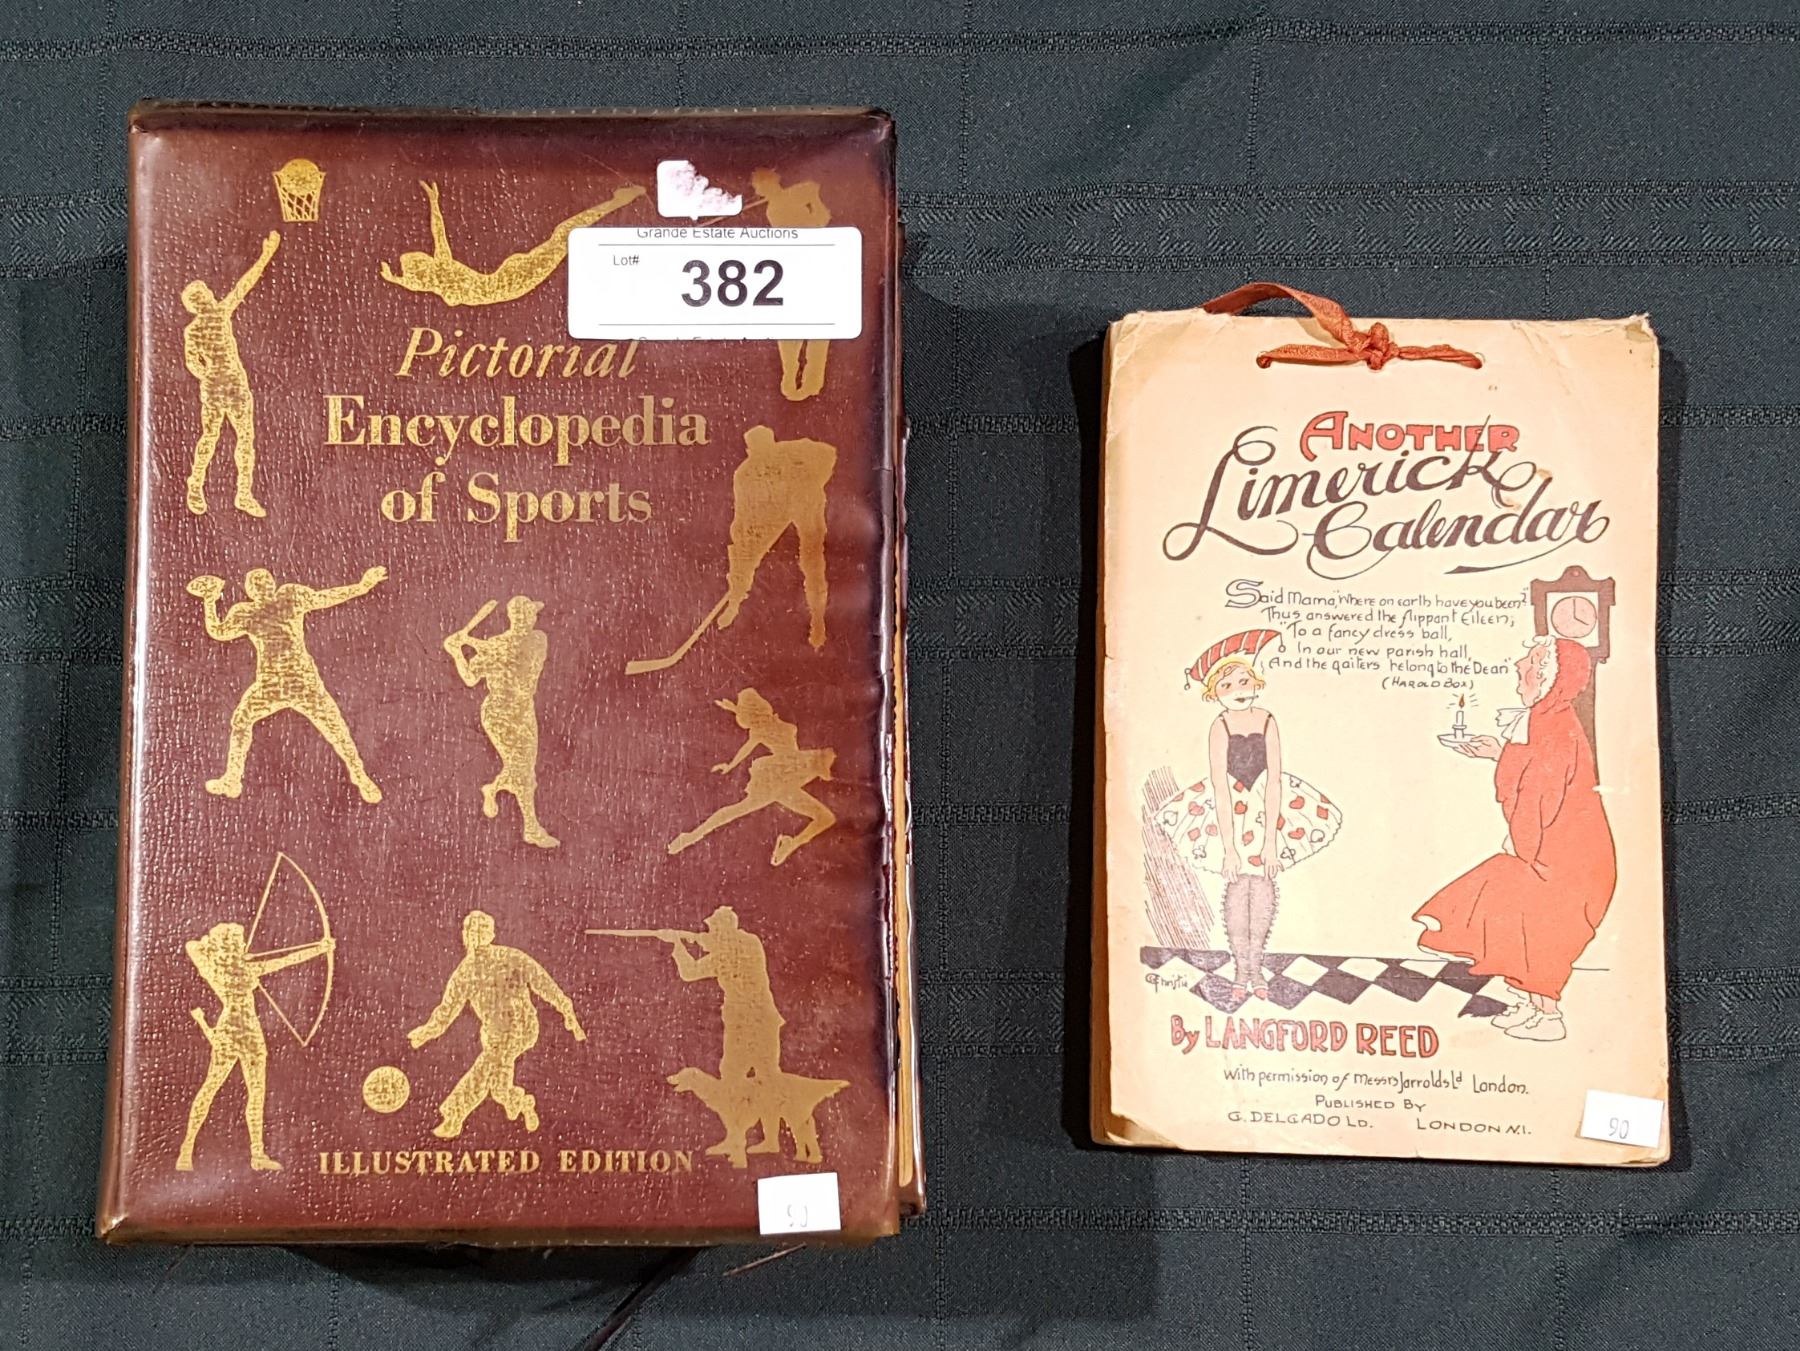 Grande Estate Auctions
Lot# 382
Pictorial
Encyclopedia
of Sports
ILLUSTRATED EDITION
90
ANOTHER
Limerick
Calendar
Said Mama, "Where on earth have you been?"
Thus answered the flippant Eileen;
"To a fancy dress ball,
In our new parish hall,
And the gaiters belong to the Dean"
(HAROLD BOX)
Christie
By LANGFORD REED
With permission of Messrs Jarrolds Ld London.
PUBLISHED BY
G. DELGADO LD. LONDON N.1.
90